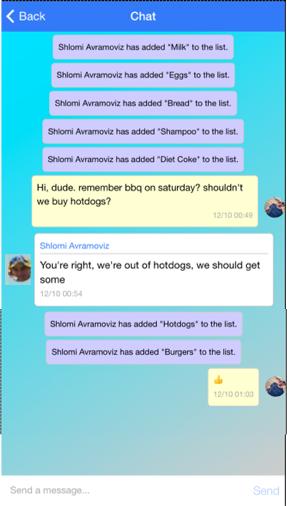 Back Chat
Shlomi Avramoviz has added "Milk" to the list.
Shlomi Avramoviz has added "Eggs" to the list.
Shlomi Avramoviz has added "Bread" to the list.
Shlomi Avramoviz has added "Shampoo" to the list.
Shlomi Avramoviz has added "Diet Coke" to the list.
Hi, dude. remember bbq on saturday? shouldn't
we buy hotdogs?
12/10 00:49
Shlomi Avramoviz
You're right, we're out of hotdogs, we should get
some
12/10 00:54
Shlomi Avramoviz has added "Hotdogs" to the list.
Shlomi Avramoviz has added "Burgers" to the list.
👍
12/10 01:03
Send a message... Send